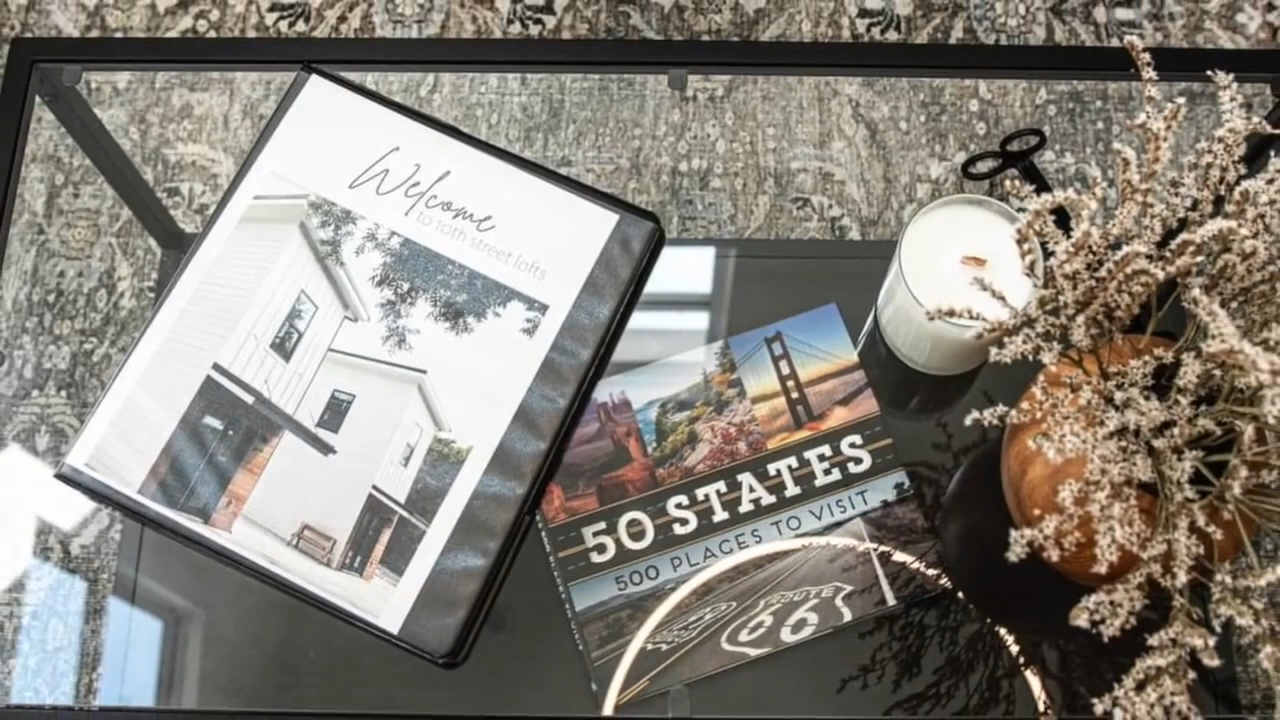 Welcome
to 10th street lofts
50 STATES
500 PLACES TO VISIT
ROUTE
66